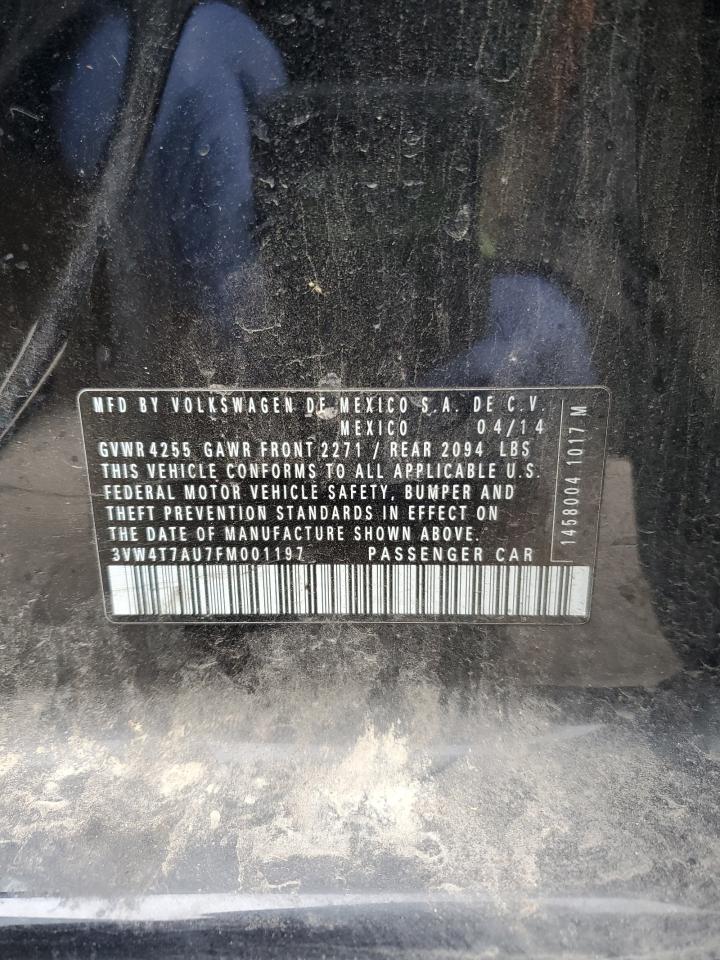 MFD BY VOLKSWAGEN DE MEXICO S.A. DE C.V.
MEXICO 04/14
GVWR 4255 GAWR FRONT 2271 / REAR 2094 LBS
THIS VEHICLE CONFORMS TO ALL APPLICABLE U.S.
FEDERAL MOTOR VEHICLE SAFETY, BUMPER AND
THEFT PREVENTION STANDARDS IN EFFECT ON
THE DATE OF MANUFACTURE SHOWN ABOVE.
3VW4T7AU7FM001197 PASSENGER CAR
1458004 1017 M